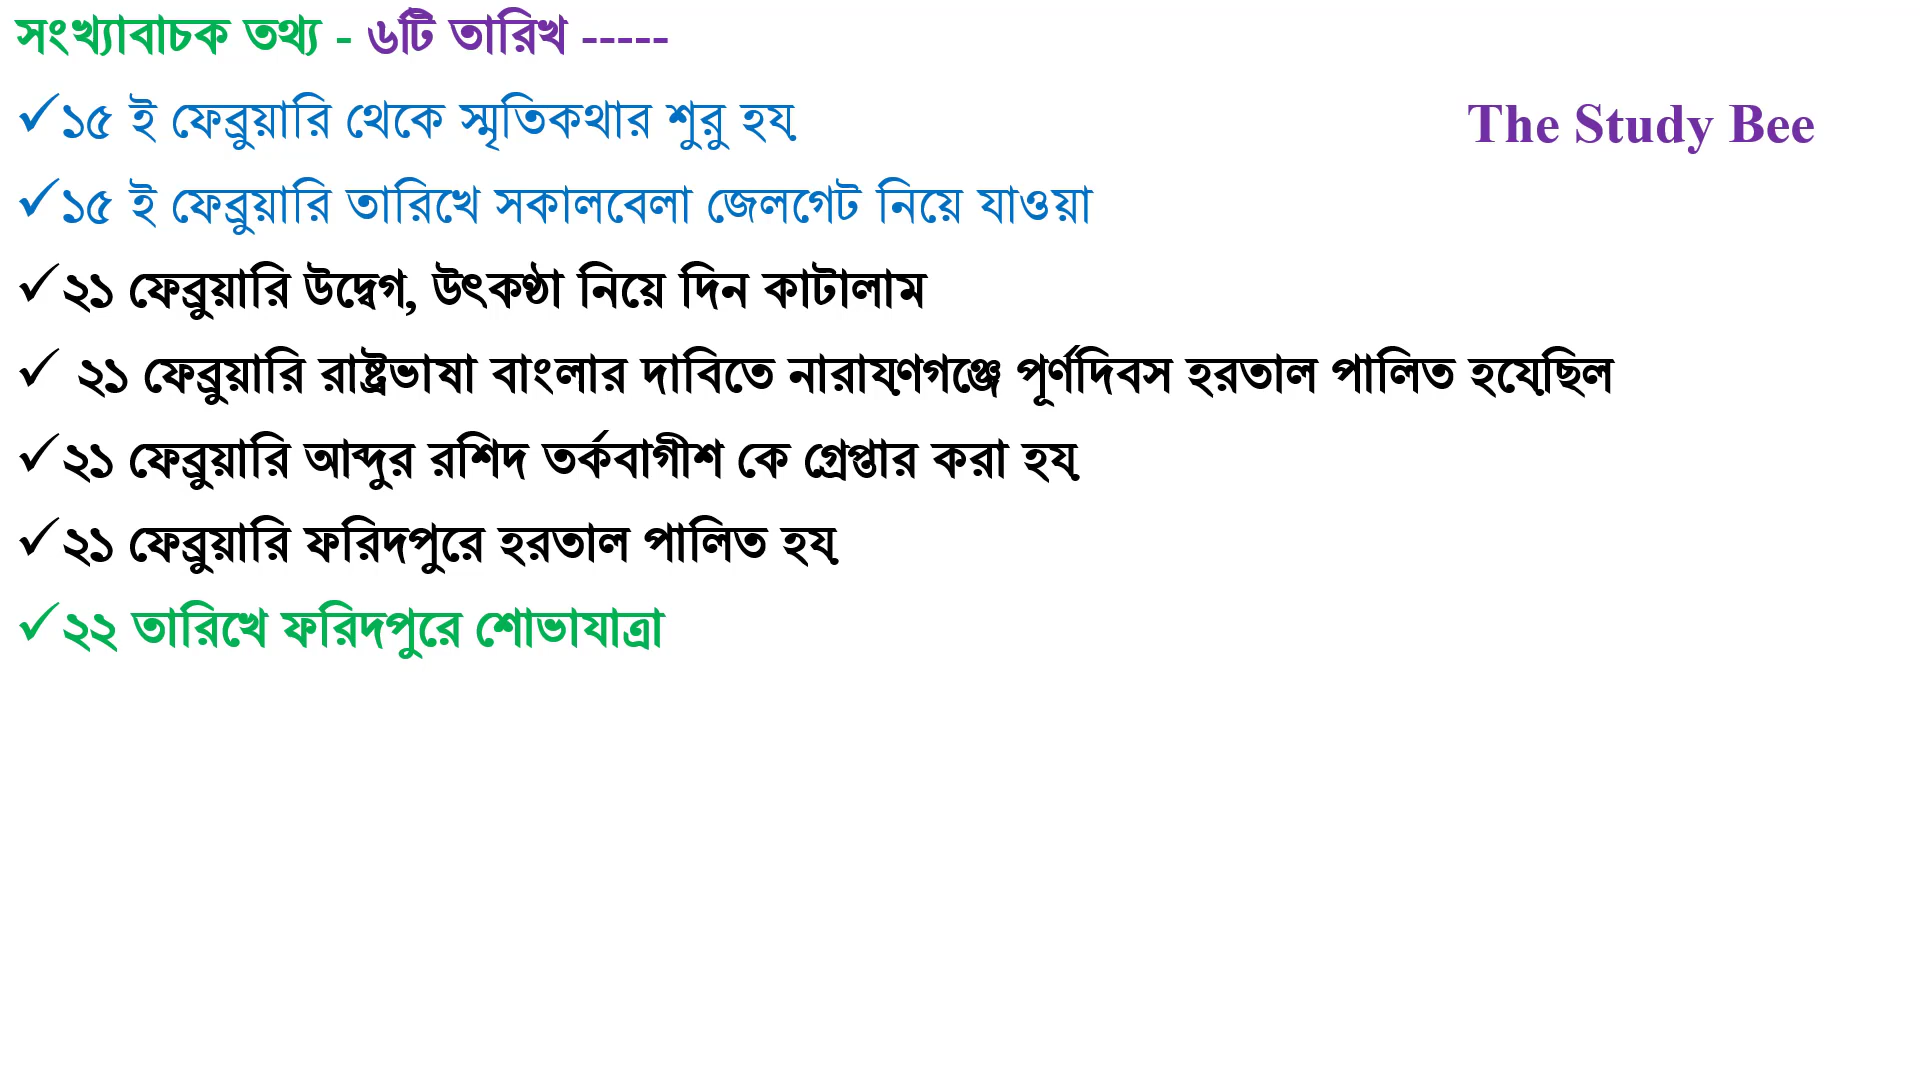 সংখ্যাবাচক তথ্য - ৬টি তারিখ -----
✓১৫ ই ফেব্রুয়ারি থেকে স্মৃতিকথার শুরু হয়
The Study Bee
✓১৫ ই ফেব্রুয়ারি তারিখে সকালবেলা জেলগেট নিয়ে যাওয়া
✓২১ ফেব্রুয়ারি উদ্বেগ, উৎকণ্ঠা নিয়ে দিন কাটালাম
✓ ২১ ফেব্রুয়ারি রাষ্ট্রভাষা বাংলার দাবিতে নারায়ণগঞ্জে পূর্ণদিবস হরতাল পালিত হয়েছিল
✓২১ ফেব্রুয়ারি আব্দুর রশিদ তর্কবাগীশ কে গ্রেপ্তার করা হয়
✓২১ ফেব্রুয়ারি ফরিদপুরে হরতাল পালিত হয়
✓২২ তারিখে ফরিদপুরে শোভাযাত্রা